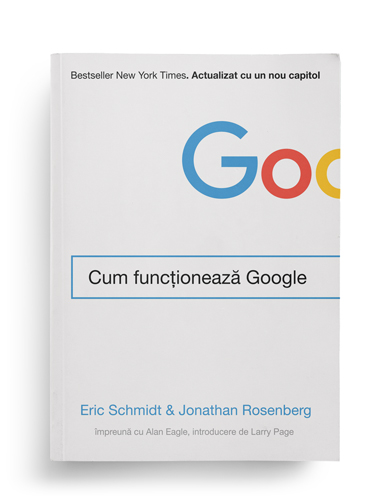 Bestseller New York Times. Actualizat cu un nou capitol
Goo
Cum funcționează Google
Eric Schmidt & Jonathan Rosenberg
împreună cu Alan Eagle, introducere de Larry Page